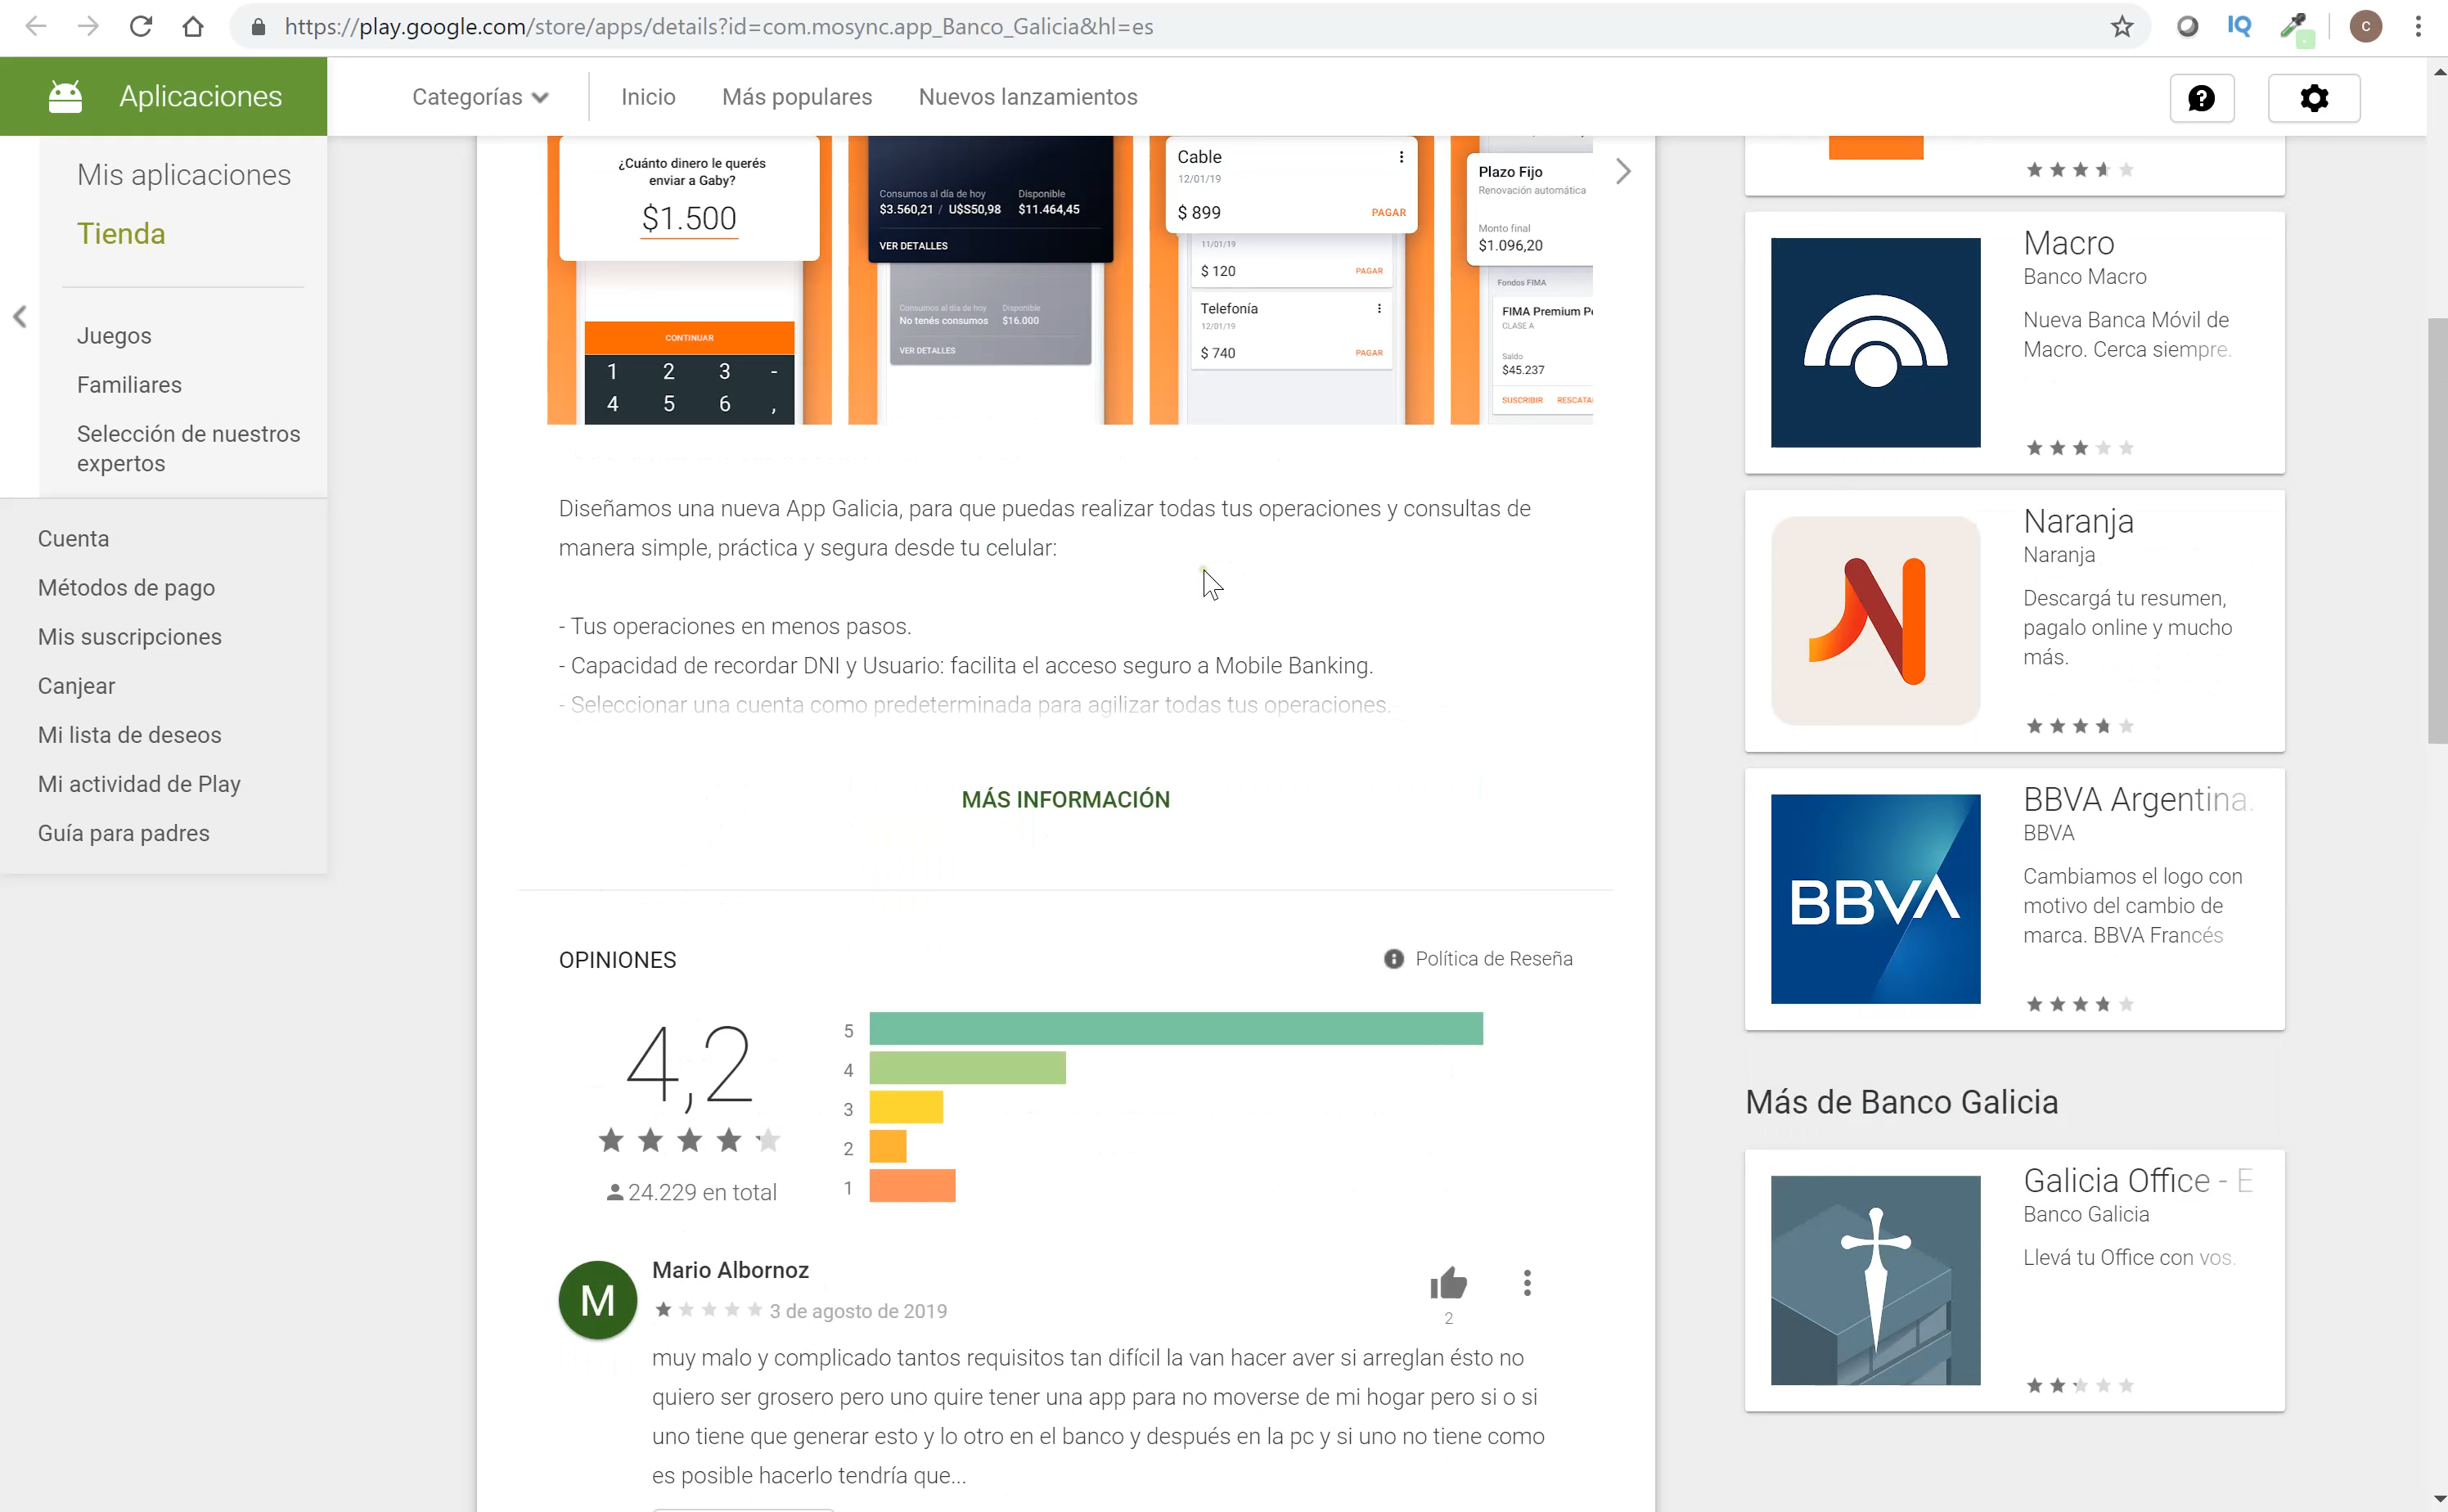 https://play.google.com/store/apps/details?id=com.mosync.app_Banco_Galicia&hl=es
IQ
C
Aplicaciones
Categorías
Inicio
Más populares
Nuevos lanzamientos
Mis aplicaciones
Tienda
Juegos
Familiares
Selección de nuestros
expertos
Cuenta
Métodos de pago
Mis suscripciones
Canjear
Mi lista de deseos
Mi actividad de Play
Guía para padres
¿Cuánto dinero le querés
enviar a Gaby?
$1.500
CONTINUAR
1 2 3 -
4 5 6 ,
Consumos al día de hoy Disponible
$3.560,21 / U$S50,98 $11.464,45
VER DETALLES
Consumos al día de hoy Disponible
No tenés consumos $16.000
VER DETALLES
Cable
12/01/19
$ 899 PAGAR
11/01/19
$ 120 PAGAR
Telefonía
12/01/19
$ 740 PAGAR
Plazo Fijo
Renovación automática
Monto final
$1.096,20
Fondos FIMA
FIMA Premium P
CLASE A
Saldo
$45.237
SUSCRIBIR RESCATA
Diseñamos una nueva App Galicia, para que puedas realizar todas tus operaciones y consultas de
manera simple, práctica y segura desde tu celular:
- Tus operaciones en menos pasos.
- Capacidad de recordar DNI y Usuario: facilita el acceso seguro a Mobile Banking.
- Seleccionar una cuenta como predeterminada para agilizar todas tus operaciones.
MÁS INFORMACIÓN
OPINIONES
Política de Reseña
4,2
24.229 en total
5
4
3
2
1
M
Mario Albornoz
3 de agosto de 2019
2
muy malo y complicado tantos requisitos tan difícil la van hacer aver si arreglan ésto no
quiero ser grosero pero uno quire tener una app para no moverse de mi hogar pero si o si
uno tiene que generar esto y lo otro en el banco y después en la pc y si uno no tiene como
es posible hacerlo tendría que...
Macro
Banco Macro
Nueva Banca Móvil de
Macro. Cerca siempre.
Naranja
Naranja
Descargá tu resumen,
pagalo online y mucho
más.
BBVA
BBVA Argentina.
BBVA
Cambiamos el logo con
motivo del cambio de
marca. BBVA Francés
Más de Banco Galicia
Galicia Office - E
Banco Galicia
Llevá tu Office con vos.